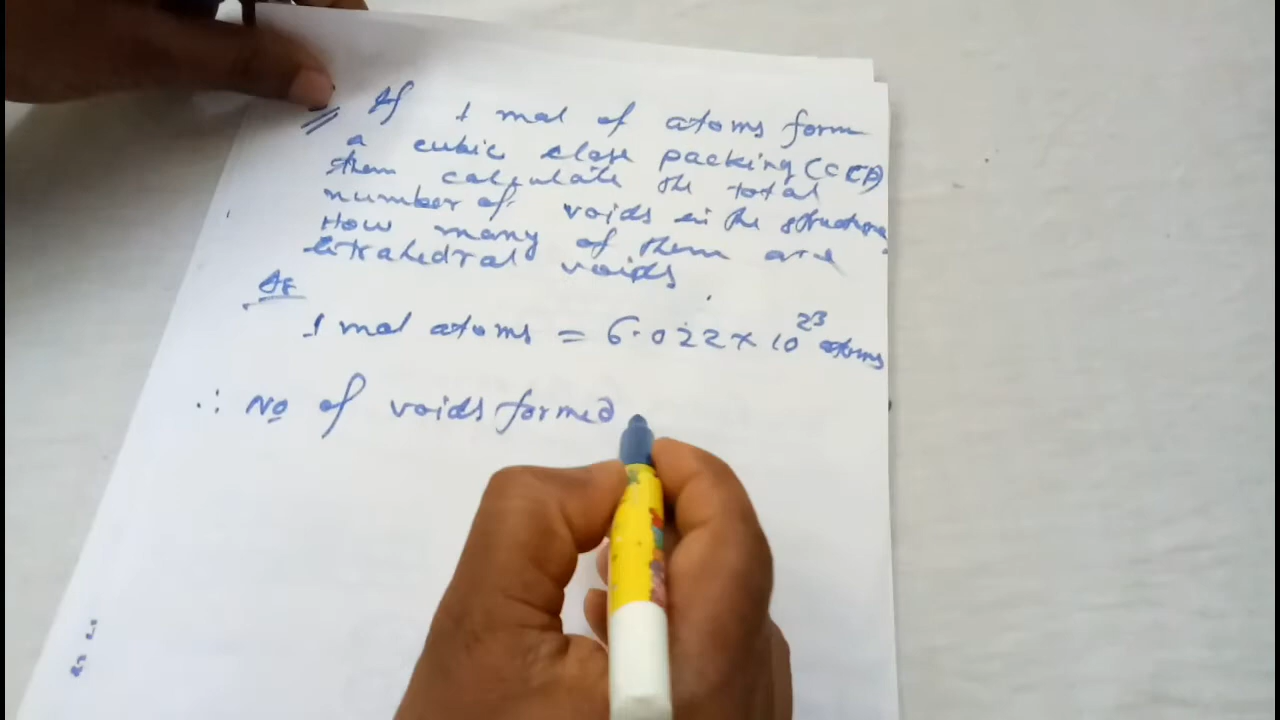 If 1 mol of atoms form
a cubic close packing (CCP)
then calculate the total
number of voids in the structure.
How many of them are
tetrahedral voids
1 mol atoms = 6.022 x 10²³ atoms
∴ No of voids formed